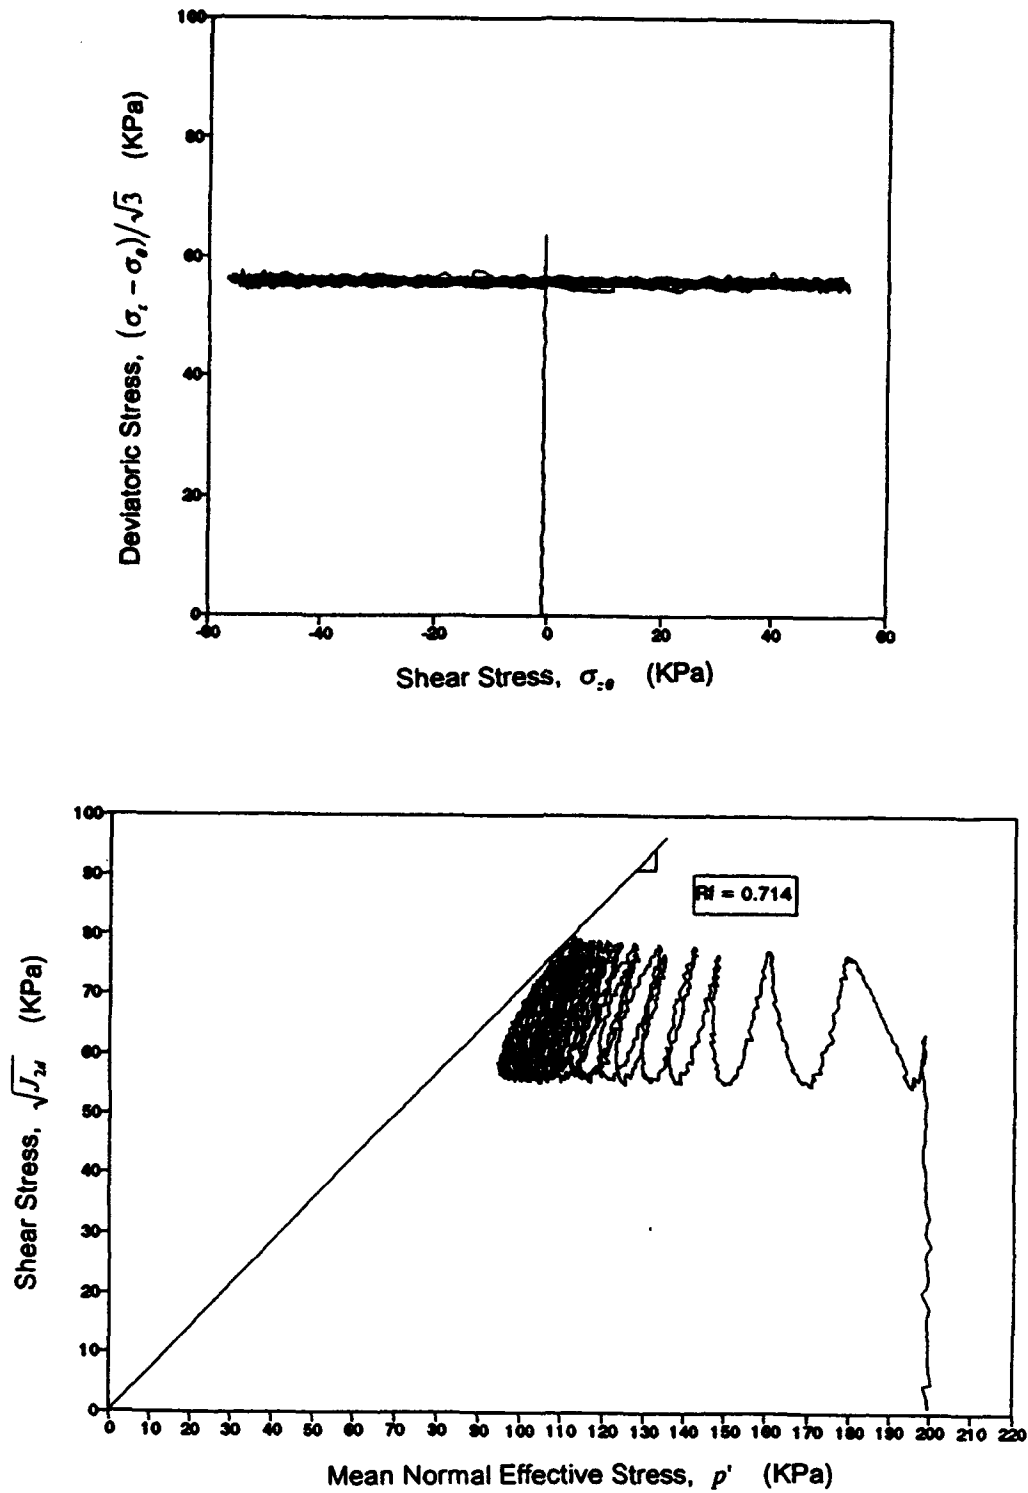 100
80
60
40
20
0
-60 -40 -20 0 20 40 60
Deviatoric Stress, (σz − σθ)/√3 (KPa)
Shear Stress, σzθ (KPa)
100
90
80
70
60
50
40
30
20
10
0
Rf = 0.714
0 10 20 30 40 50 60 70 80 90 100 110 120 130 140 150 160 170 180 190 200 210 220
Shear Stress, √J2d (KPa)
Mean Normal Effective Stress, p' (KPa)